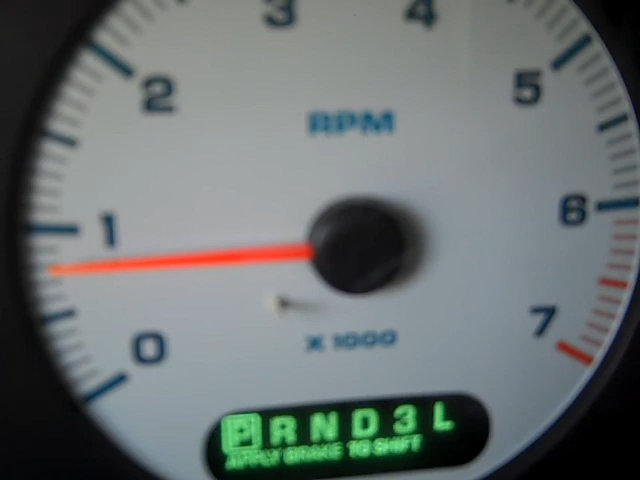 3 4
2 5
RPM
1 6
0 7
X 1000
P R N D 3 L
APPLY BRAKE TO SHIFT